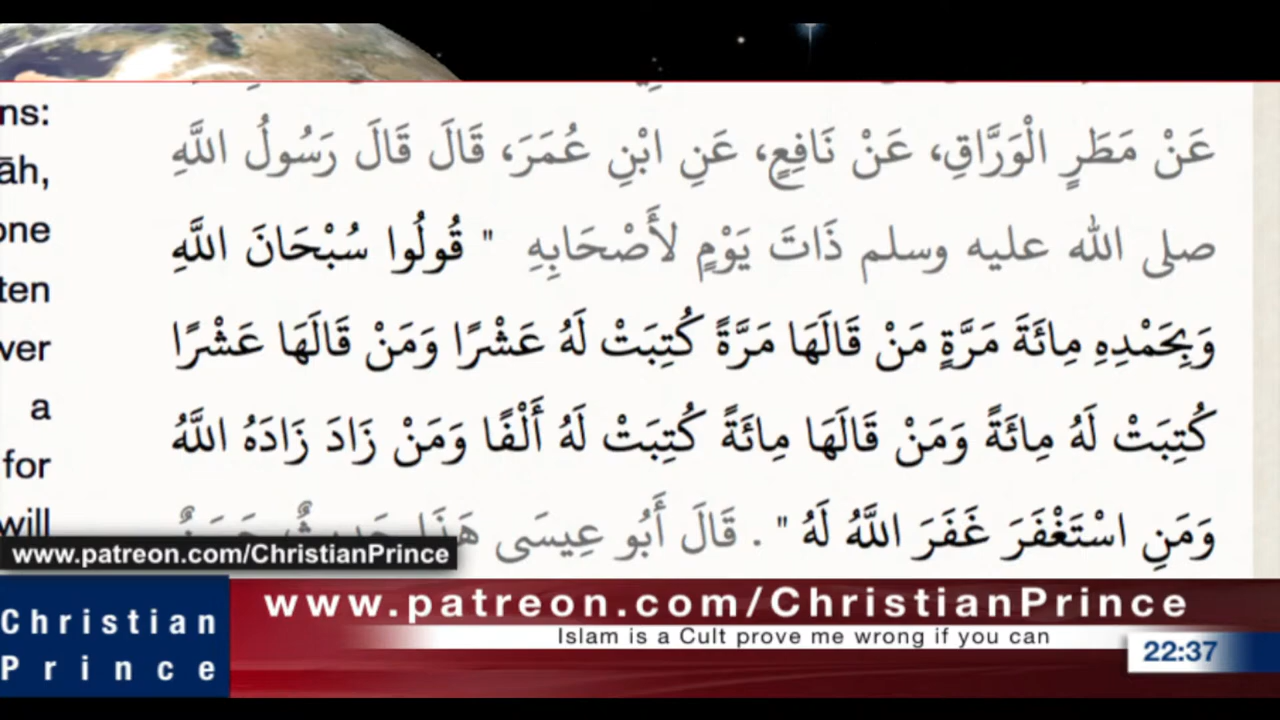 ns:
āh,
one
ten
ver
a
for
will
عَنْ مَطَرٍ الْوَرَّاقِ، عَنْ نَافِعٍ، عَنِ ابْنِ عُمَرَ، قَالَ قَالَ رَسُولُ اللَّهِ
صلى الله عليه وسلم ذَاتَ يَوْمٍ لأَصْحَابِهِ " قُولُوا سُبْحَانَ اللَّهِ
وَبِحَمْدِهِ مِائَةَ مَرَّةٍ مَنْ قَالَهَا مَرَّةً كُتِبَتْ لَهُ عَشْرًا وَمَنْ قَالَهَا عَشْرًا
كُتِبَتْ لَهُ مِائَةً وَمَنْ قَالَهَا مِائَةً كُتِبَتْ لَهُ أَلْفًا وَمَنْ زَادَ زَادَهُ اللَّهُ
وَمَنِ اسْتَغْفَرَ غَفَرَ اللَّهُ لَهُ " . قَالَ أَبُو عِيسَى هَذَا
www.patreon.com/ChristianPrince
www.patreon.com/ChristianPrince
Islam is a Cult prove me wrong if you can
Christian
Prince
22:37